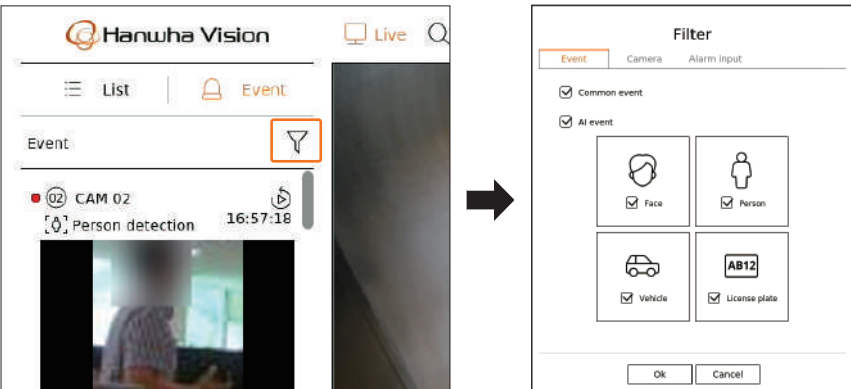 Hanwha Vision
Live
List
Event
Event
02 CAM 02
Person detection
16:57:18
Filter
Event Camera Alarm input
Common event
AI event
Face
Person
AB12
Vehicle
License plate
Ok Cancel